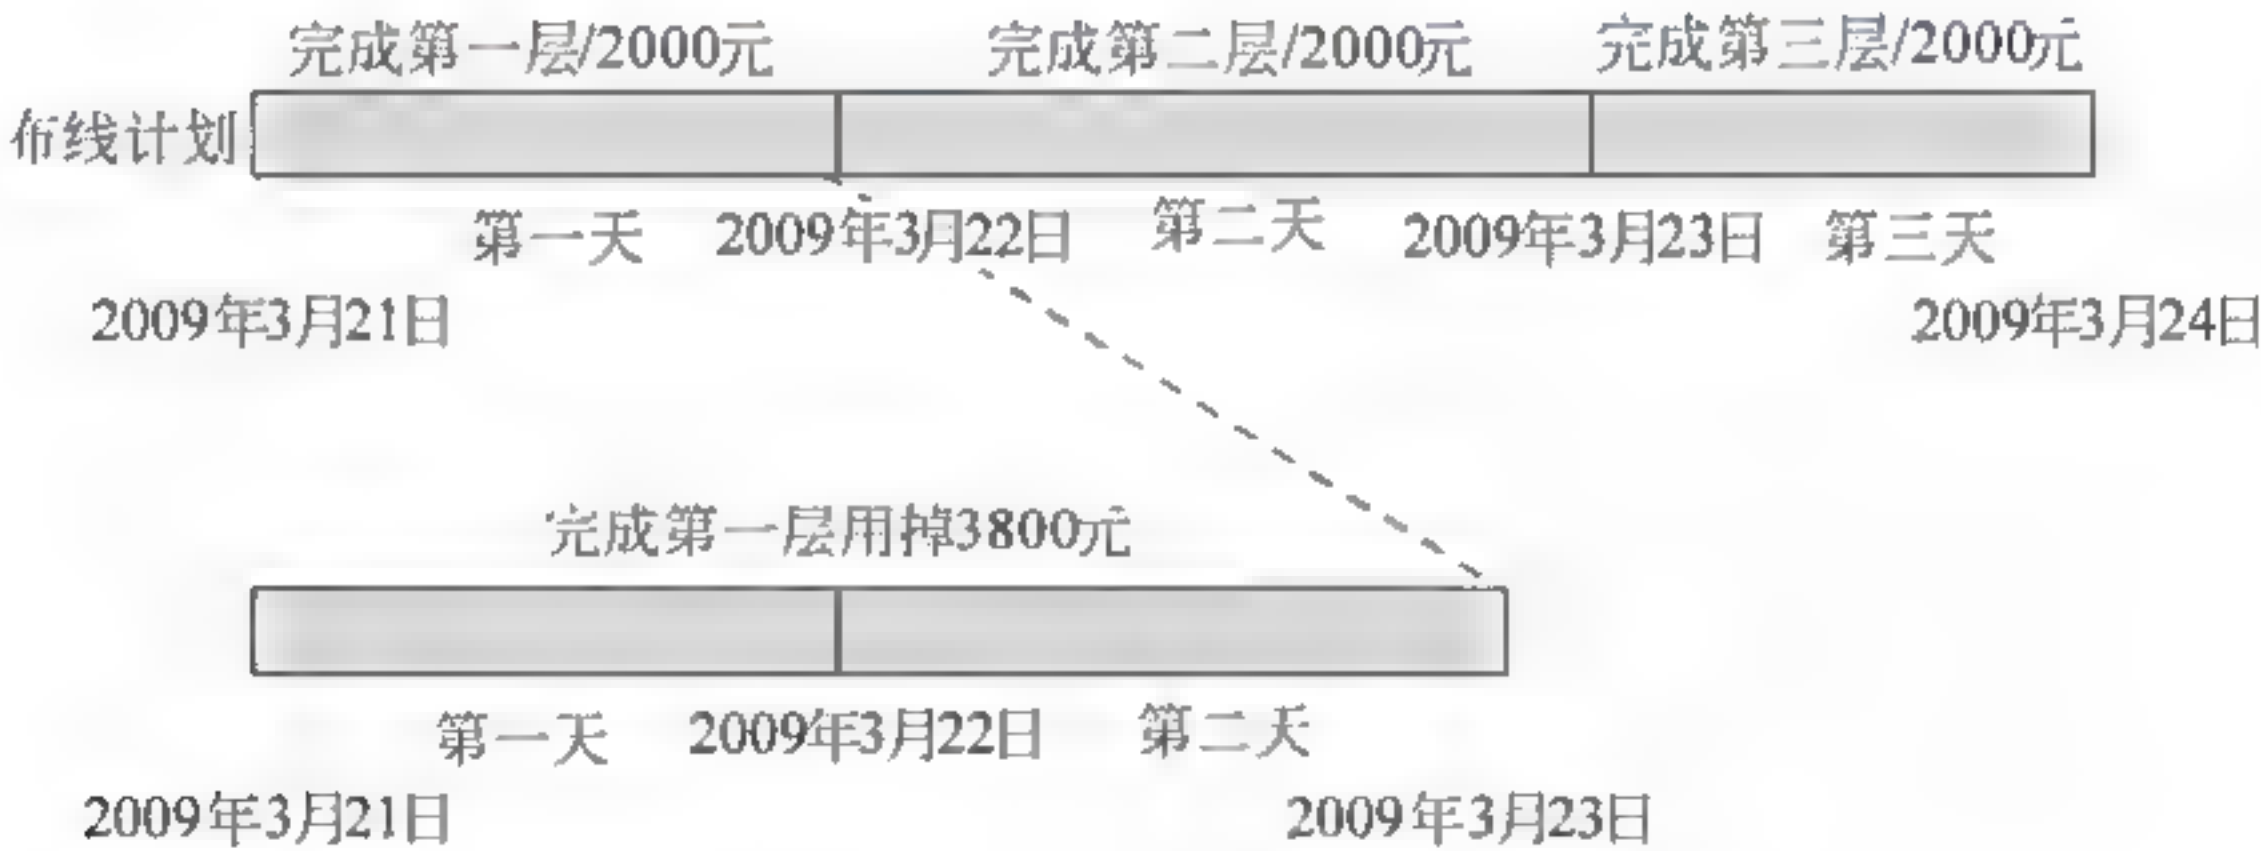 完成第一层/2000元 完成第二层/2000元 完成第三层/2000元
布线计划
第一天 2009年3月22日 第二天 2009年3月23日 第三天
2009年3月21日 2009年3月24日
完成第一层用掉3800元
第一天 2009年3月22日 第二天
2009年3月21日 2009年3月23日